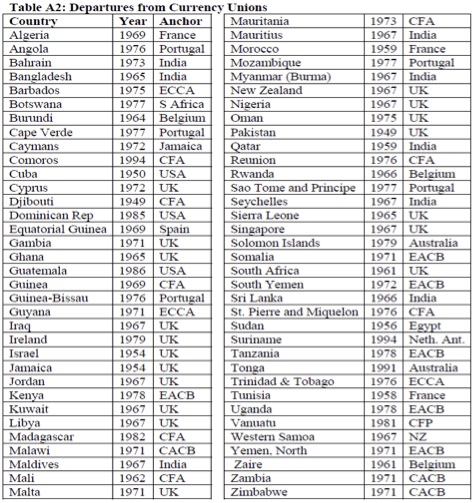 Table A2: Departures from Currency Unions
Country Year Anchor
Algeria 1969 France
Angola 1976 Portugal
Bahrain 1973 India
Bangladesh 1965 India
Barbados 1975 ECCA
Botswana 1977 S Africa
Burundi 1964 Belgium
Cape Verde 1977 Portugal
Caymans 1972 Jamaica
Comoros 1994 CFA
Cuba 1950 USA
Cyprus 1972 UK
Djibouti 1949 CFA
Dominican Rep 1985 USA
Equatorial Guinea 1969 Spain
Gambia 1971 UK
Ghana 1965 UK
Guatemala 1986 USA
Guinea 1969 CFA
Guinea-Bissau 1976 Portugal
Guyana 1971 ECCA
Iraq 1967 UK
Ireland 1979 UK
Israel 1954 UK
Jamaica 1954 UK
Jordan 1967 UK
Kenya 1978 EACB
Kuwait 1967 UK
Libya 1967 UK
Madagascar 1982 CFA
Malawi 1971 CACB
Maldives 1967 India
Mali 1962 CFA
Malta 1971 UK
Mauritania 1973 CFA
Mauritius 1967 India
Morocco 1959 France
Mozambique 1977 Portugal
Myanmar (Burma) 1967 India
New Zealand 1967 UK
Nigeria 1967 UK
Oman 1975 UK
Pakistan 1949 UK
Qatar 1959 India
Reunion 1976 CFA
Rwanda 1966 Belgium
Sao Tome and Principe 1977 Portugal
Seychelles 1967 India
Sierra Leone 1965 UK
Singapore 1967 UK
Solomon Islands 1979 Australia
Somalia 1971 EACB
South Africa 1961 UK
South Yemen 1972 EACB
Sri Lanka 1966 India
St. Pierre and Miquelon 1976 CFA
Sudan 1956 Egypt
Suriname 1994 Neth. Ant.
Tanzania 1978 EACB
Tonga 1991 Australia
Trinidad & Tobago 1976 ECCA
Tunisia 1958 France
Uganda 1978 EACB
Vanuatu 1981 CFP
Western Samoa 1967 NZ
Yemen, North 1971 EACB
Zaire 1961 Belgium
Zambia 1971 CACB
Zimbabwe 1971 CACB